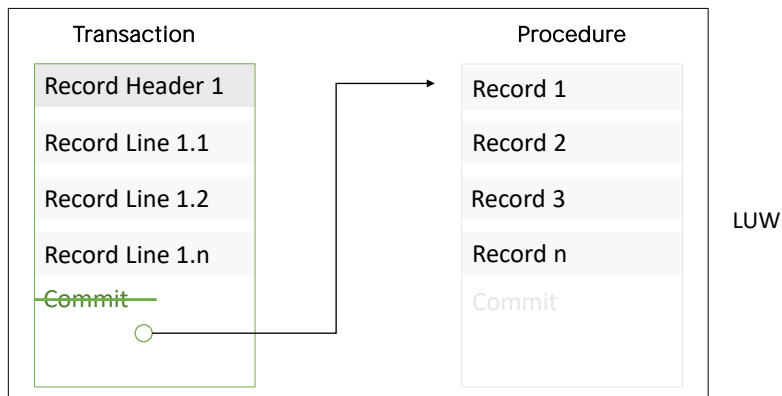 Transaction
Record Header 1
Record Line 1.1
Record Line 1.2
Record Line 1.n
Commit
Procedure
Record 1
Record 2
Record 3
Record n
Commit
LUW